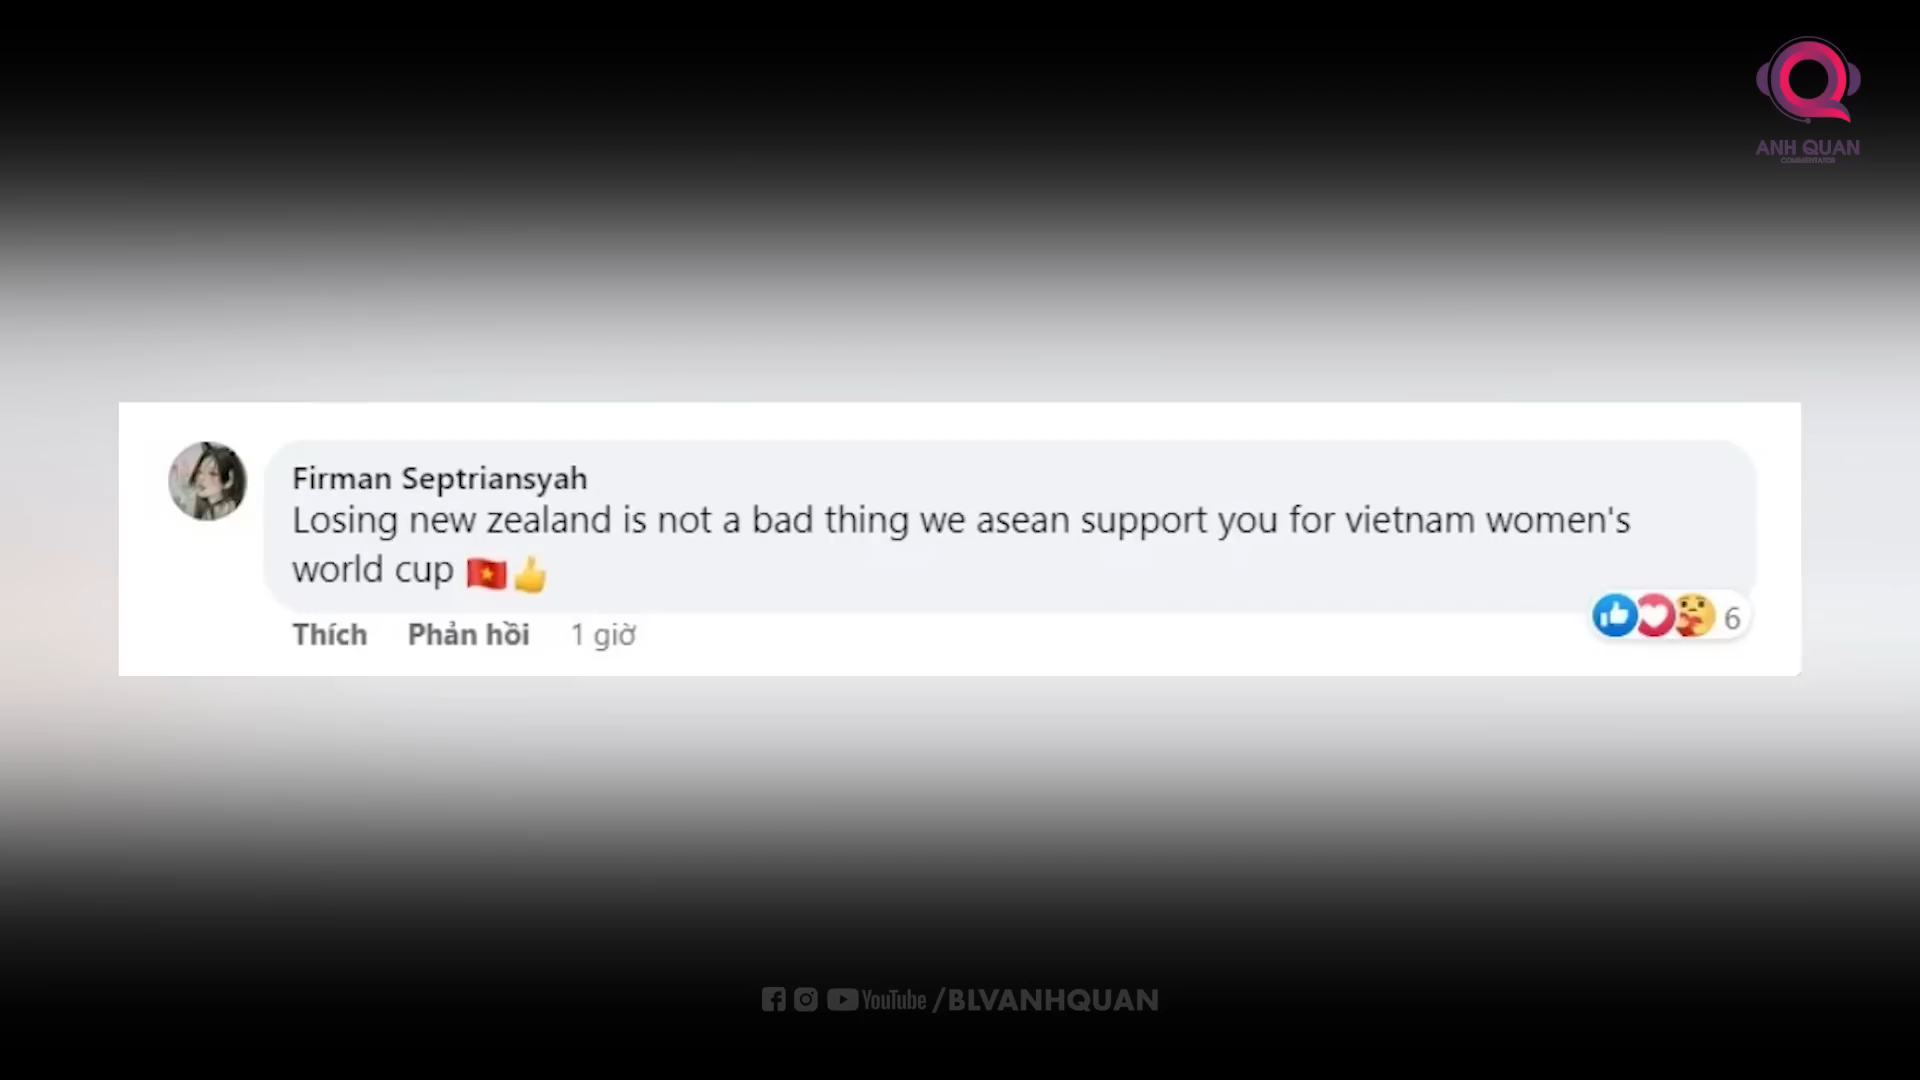 ANH QUAN
COMMENTATOR
Firman Septriansyah
Losing new zealand is not a bad thing we asean support you for vietnam women's
world cup
Thích Phản hồi 1 giờ
6
YouTube /BLVANHQUAN